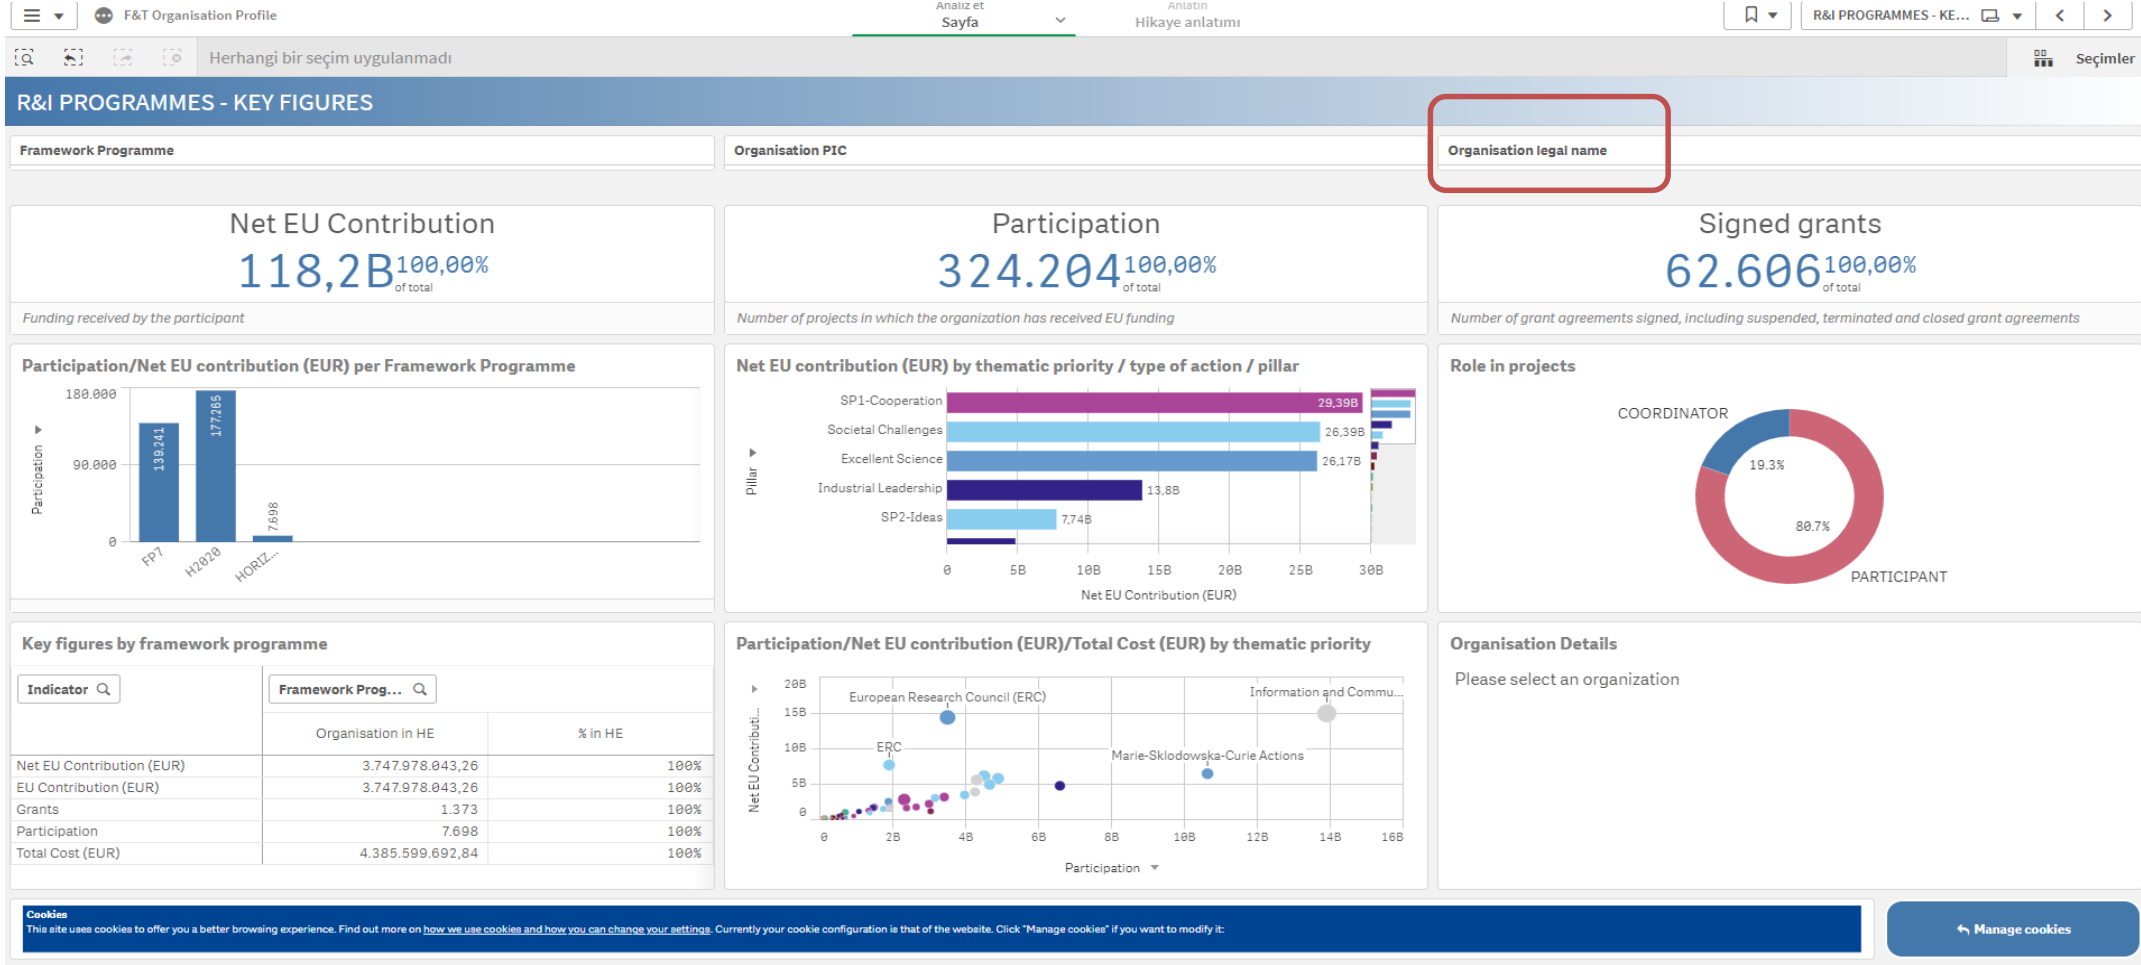 F&T Organisation Profile
Analiz et
Sayfa
Anlatın
Hikaye anlatımı
R&I PROGRAMMES - KE...
Herhangi bir seçim uygulanmadı
Seçimler
R&I PROGRAMMES - KEY FIGURES
Framework Programme
Organisation PIC
Organisation legal name
Net EU Contribution
118,2B 100,00%
of total
Funding received by the participant
Participation
324.204 100,00%
of total
Number of projects in which the organization has received EU funding
Signed grants
62.606 100,00%
of total
Number of grant agreements signed, including suspended, terminated and closed grant agreements
Participation/Net EU contribution (EUR) per Framework Programme
Participation
180.000
90.000
0
139.241
177.265
7.698
FP7
H2020
HORIZ...
Net EU contribution (EUR) by thematic priority / type of action / pillar
Pillar
SP1-Cooperation 29,39B
Societal Challenges 26,39B
Excellent Science 26,17B
Industrial Leadership 13,8B
SP2-Ideas 7,74B
0 5B 10B 15B 20B 25B 30B
Net EU Contribution (EUR)
Role in projects
COORDINATOR
19.3%
80.7%
PARTICIPANT
Key figures by framework programme
Indicator
Framework Prog...
Organisation in HE % in HE
Net EU Contribution (EUR) 3.747.978.043,26 100%
EU Contribution (EUR) 3.747.978.043,26 100%
Grants 1.373 100%
Participation 7.698 100%
Total Cost (EUR) 4.385.599.692,84 100%
Participation/Net EU contribution (EUR)/Total Cost (EUR) by thematic priority
Net EU Contributi...
20B
15B
10B
5B
0
European Research Council (ERC)
Information and Commu...
ERC
Marie-Sklodowska-Curie Actions
0 2B 4B 6B 8B 10B 12B 14B 16B
Participation
Organisation Details
Please select an organization
Cookies
This site uses cookies to offer you a better browsing experience. Find out more on how we use cookies and how you can change your settings. Currently your cookie configuration is that of the website. Click "Manage cookies" if you want to modify it:
Manage cookies